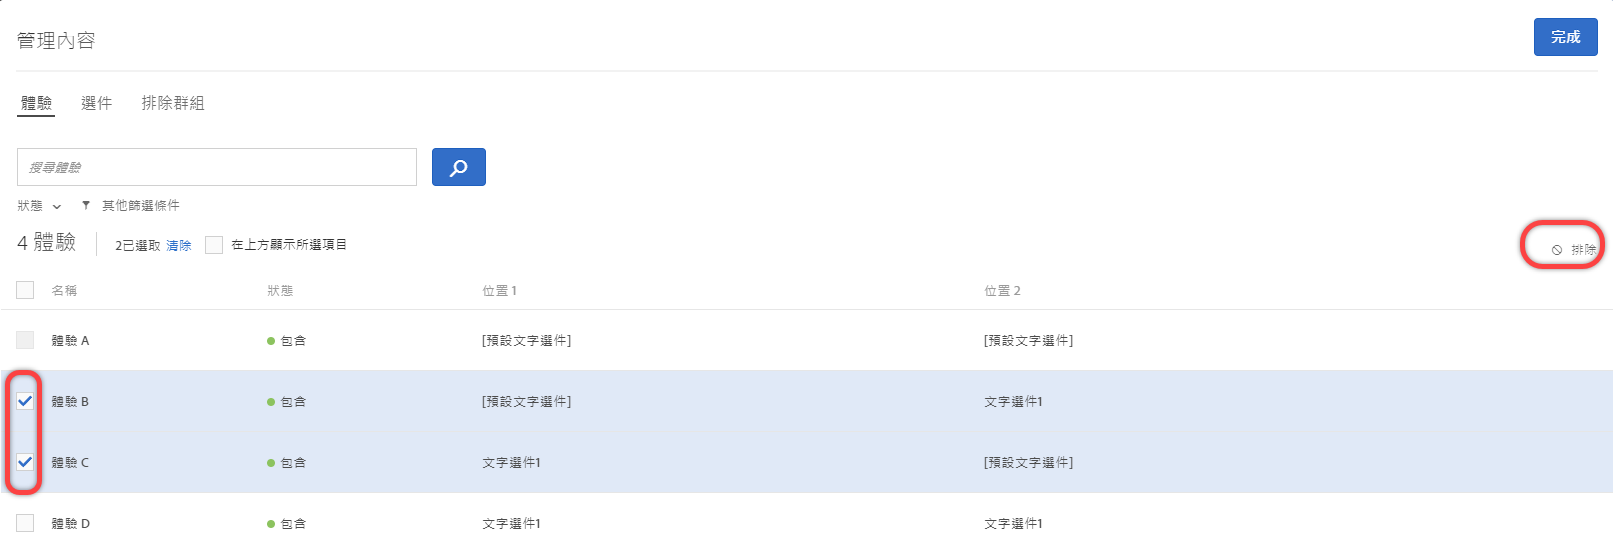 管理內容
完成
體驗 選件 排除群組
搜尋體驗
狀態 其他篩選條件
4 體驗 2已選取 清除 在上方顯示所選項目 排除
名稱 狀態 位置 1 位置 2
體驗 A 包含 [預設文字選件] [預設文字選件]
體驗 B 包含 [預設文字選件] 文字選件1
體驗 C 包含 文字選件1 [預設文字選件]
體驗 D 包含 文字選件1 文字選件1